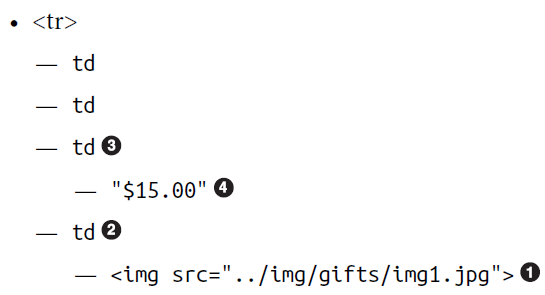 • <tr>
— td
— td
— td ❸
— "$15.00" ❹
— td ❷
— <img src="../img/gifts/img1.jpg"> ❶